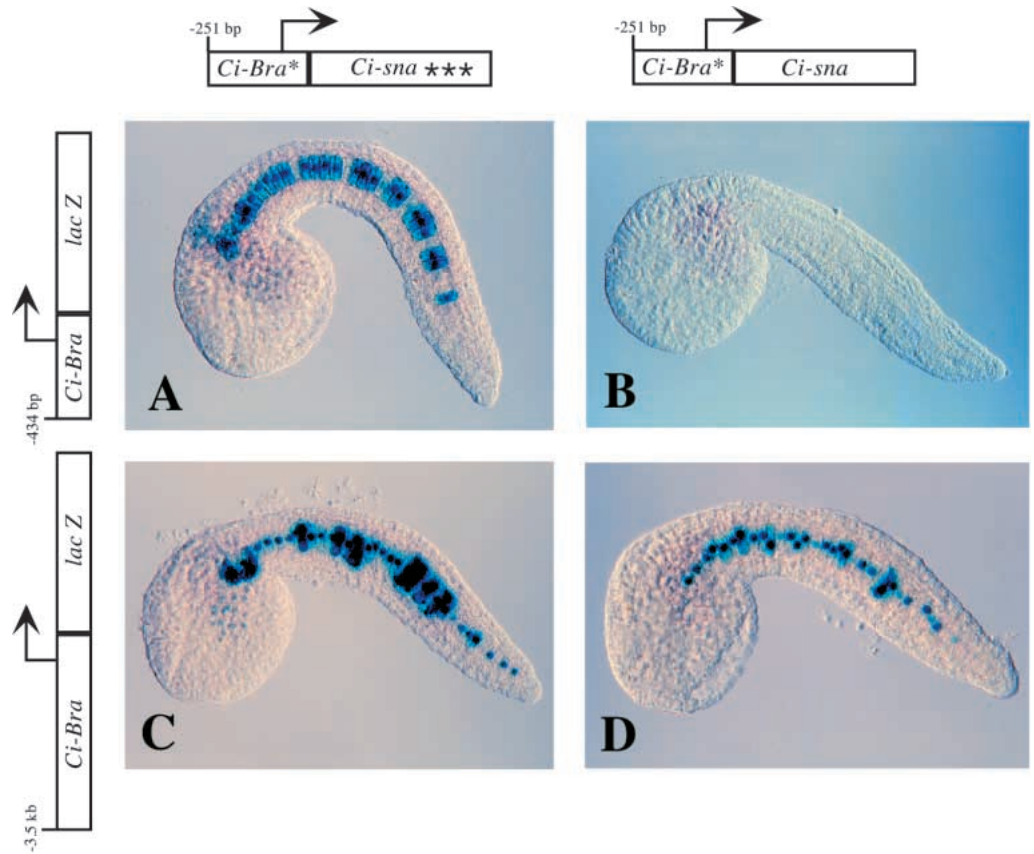 -251 bp
Ci-Bra*
Ci-sna ***
-251 bp
Ci-Bra*
Ci-sna
lac Z
Ci-Bra
-434 bp
A
B
lac Z
Ci-Bra
-3.5 kb
C
D